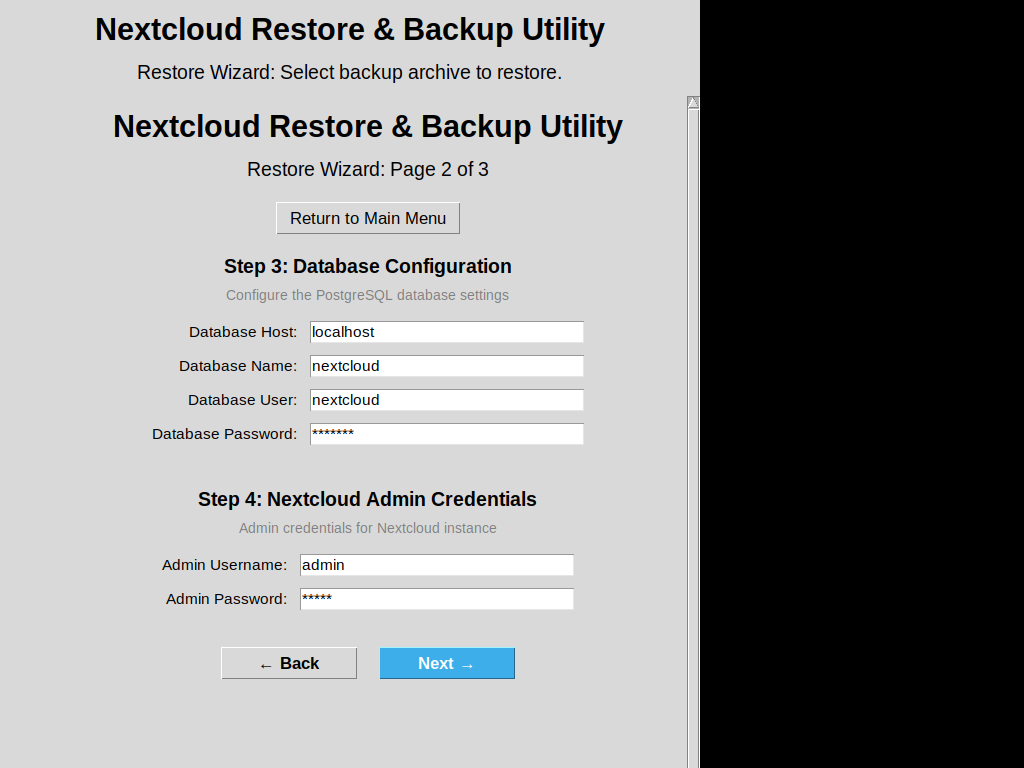 Nextcloud Restore & Backup Utility
Restore Wizard: Select backup archive to restore.
Nextcloud Restore & Backup Utility
Restore Wizard: Page 2 of 3
Return to Main Menu
Step 3: Database Configuration
Configure the PostgreSQL database settings
Database Host: localhost
Database Name: nextcloud
Database User: nextcloud
Database Password: *******
Step 4: Nextcloud Admin Credentials
Admin credentials for Nextcloud instance
Admin Username: admin
Admin Password: *****
← Back Next →